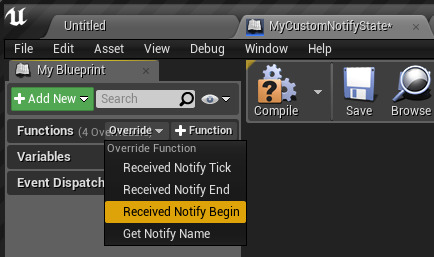 Untitled
MyCustomNotifyState*
File Edit Asset View Debug Window Help
My Blueprint
+ Add New Search
Functions (4 Over Override + Function
Override Function
Variables
Received Notify Tick
Event Dispatch
Received Notify End
Received Notify Begin
Get Notify Name
Compile Save Browse